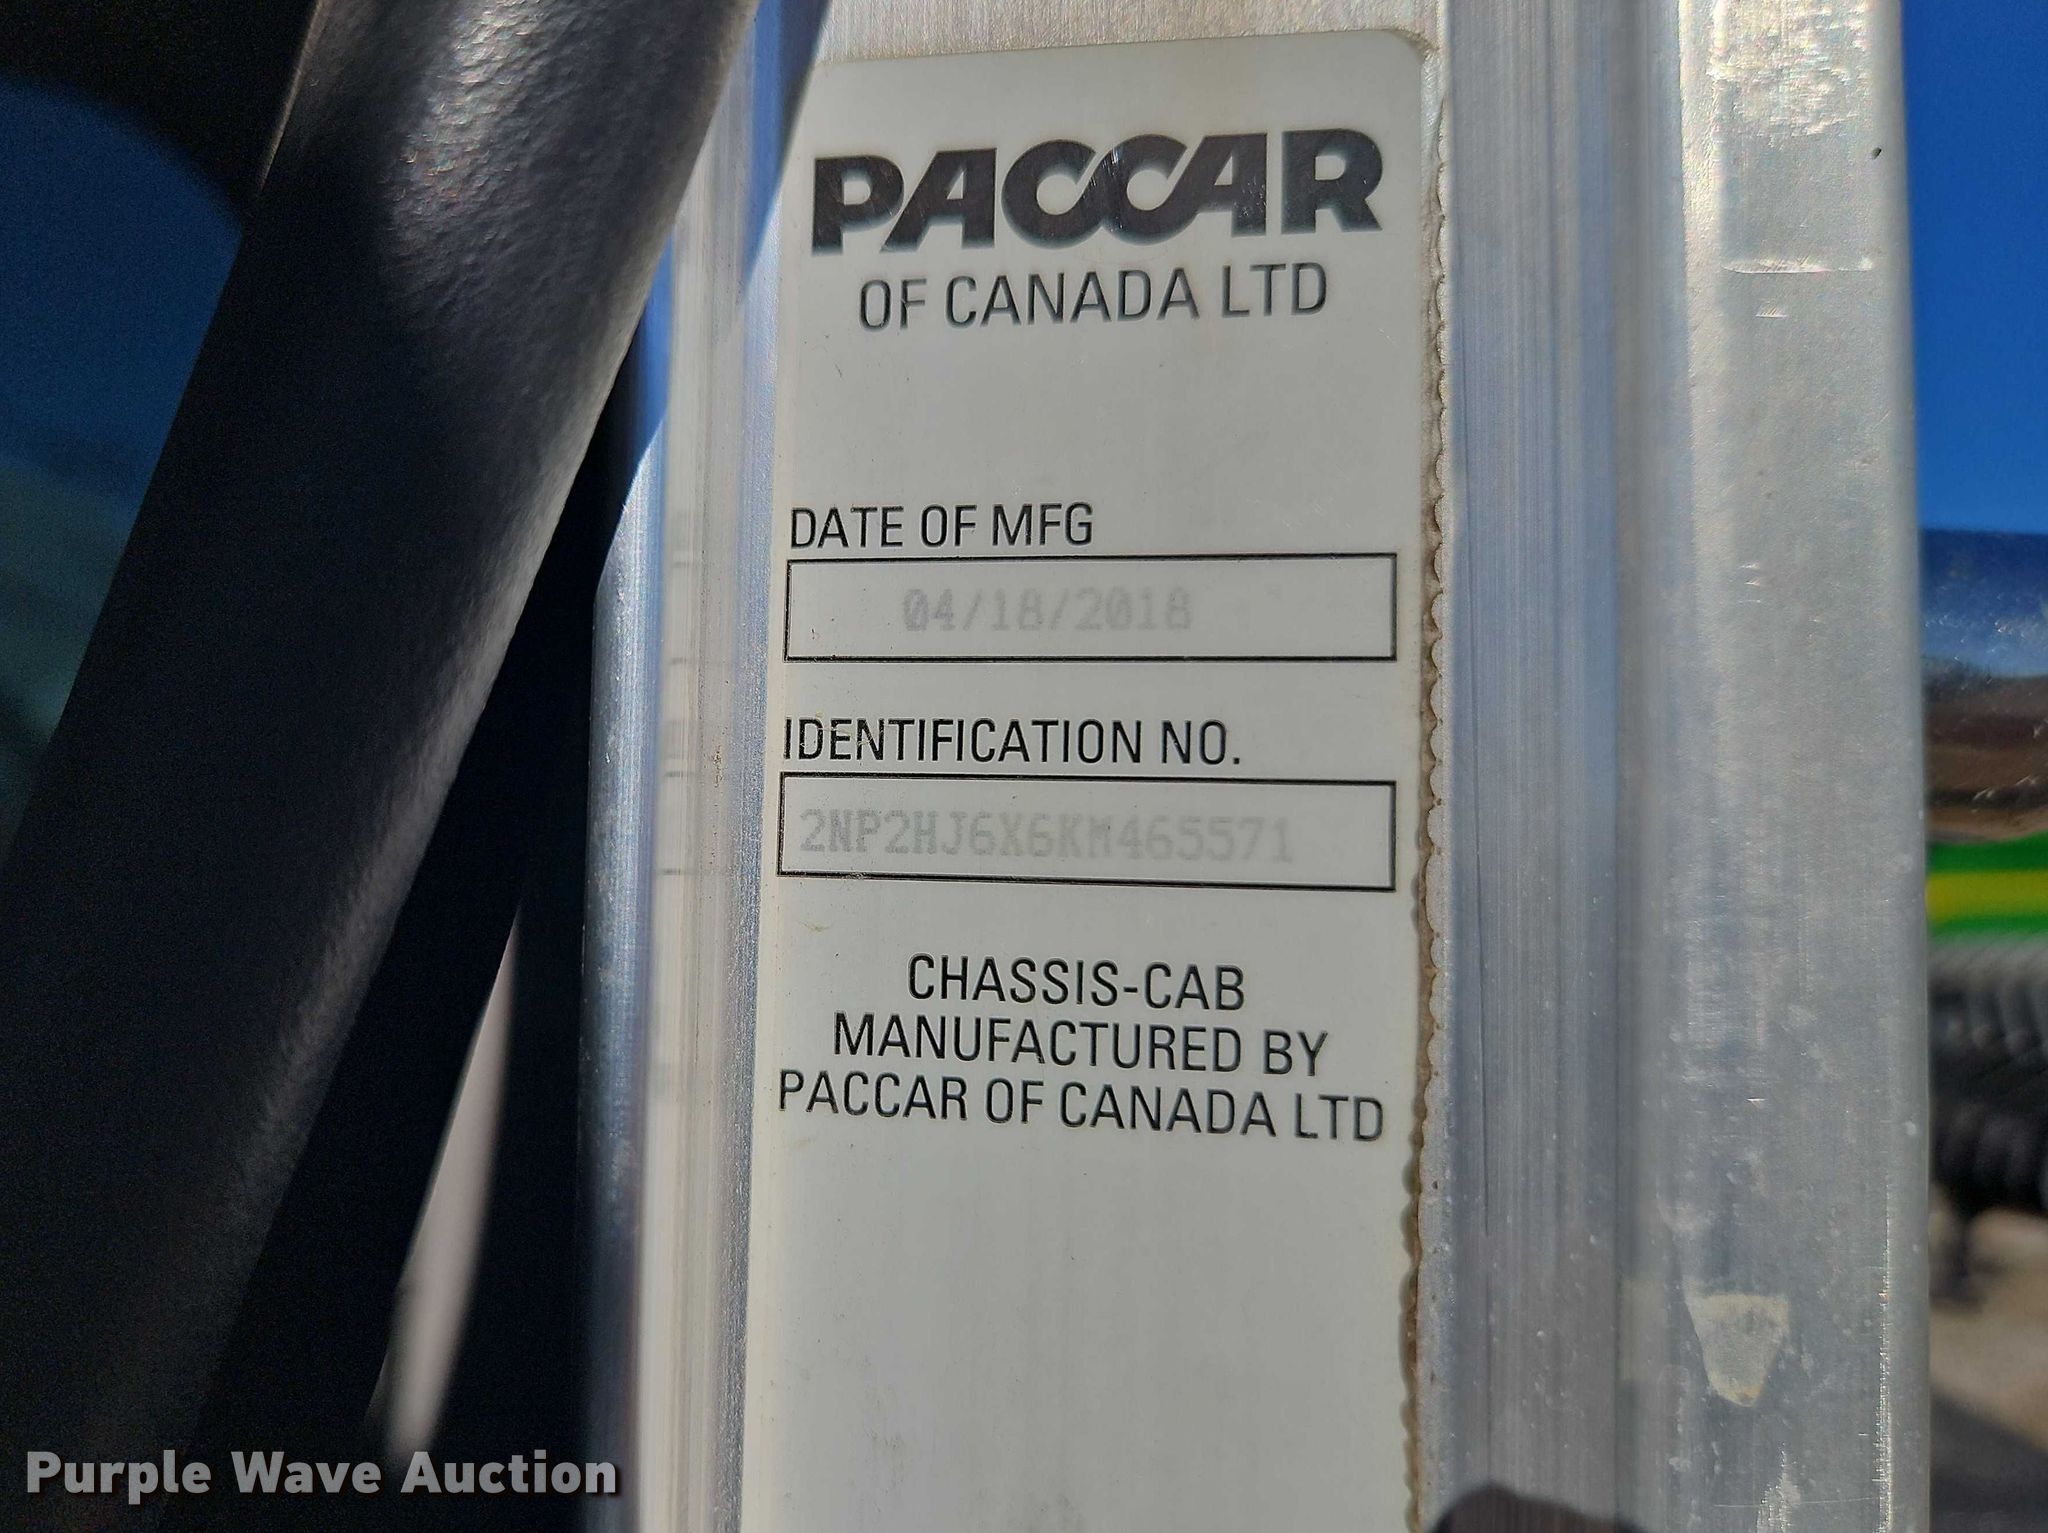 PACCAR
OF CANADA LTD
DATE OF MFG
04/18/2018
IDENTIFICATION NO.
2NP2HJ6X6KM465571
CHASSIS-CAB
MANUFACTURED BY
PACCAR OF CANADA LTD
Purple Wave Auction